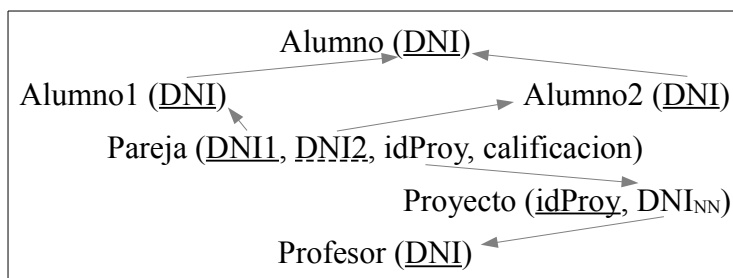 Alumno (DNI)
Alumno1 (DNI) Alumno2 (DNI)
Pareja (DNI1, DNI2, idProy, calificacion)
Proyecto (idProy, DNINN)
Profesor (DNI)